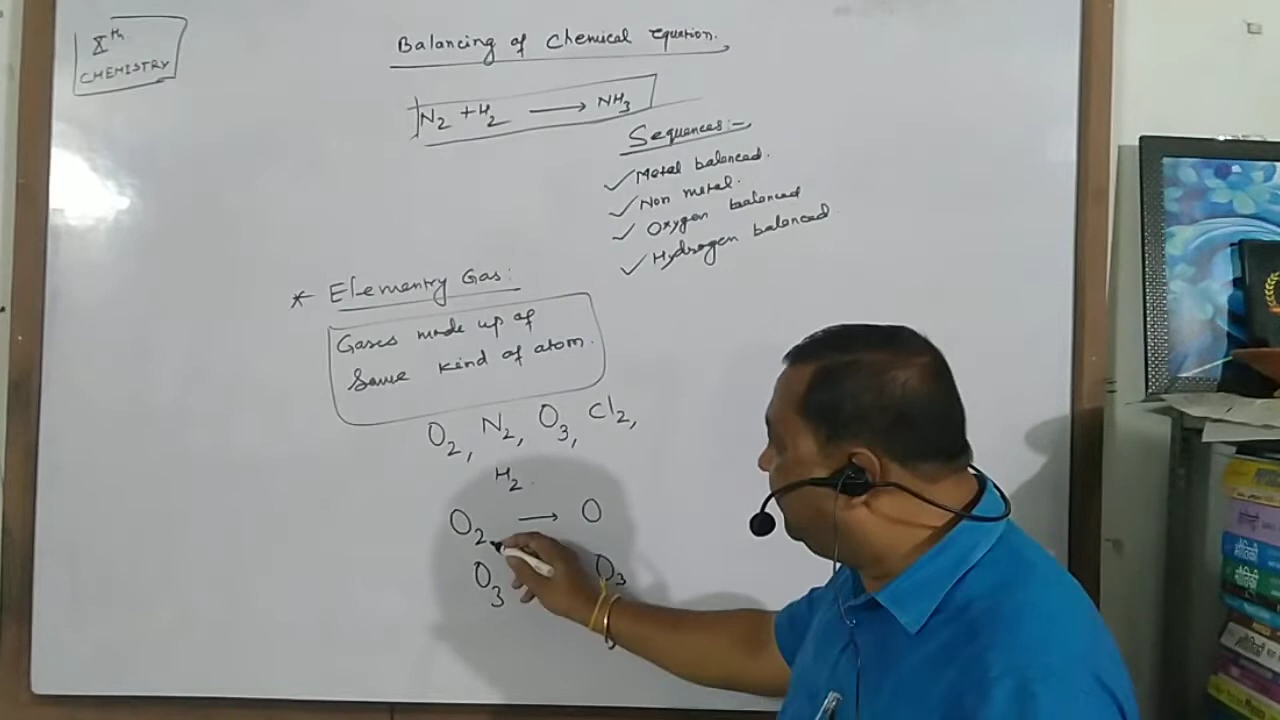 Xth
CHEMISTRY
Balancing of Chemical Equation.
N2 + H2 → NH3
Sequences:-
✓ Metal balanced.
✓ Non metal.
✓ Oxygen balanced
✓ Hydrogen balanced
* Elementry Gas:
Gases made up of
Same kind of atom.
O2, N2, O3, Cl2,
H2.
O2 → O
O3 O3